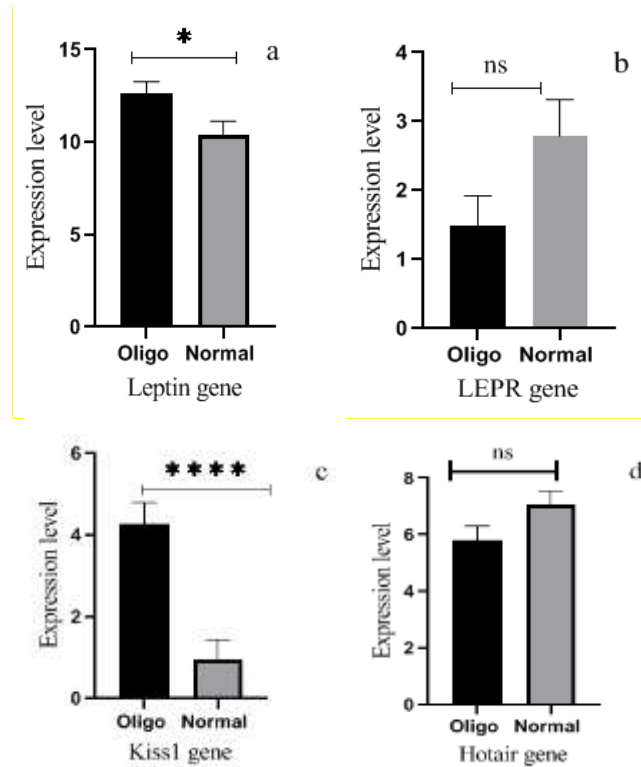 *
a
15
10
5
0
Expression level
Oligo Normal
Leptin gene
ns
b
4
3
2
1
0
Expression level
Oligo Normal
LEPR gene
****
c
6
4
2
0
Expression level
Oligo Normal
Kiss1 gene
ns
d
8
6
4
2
0
Expression level
Oligo Normal
Hotair gene